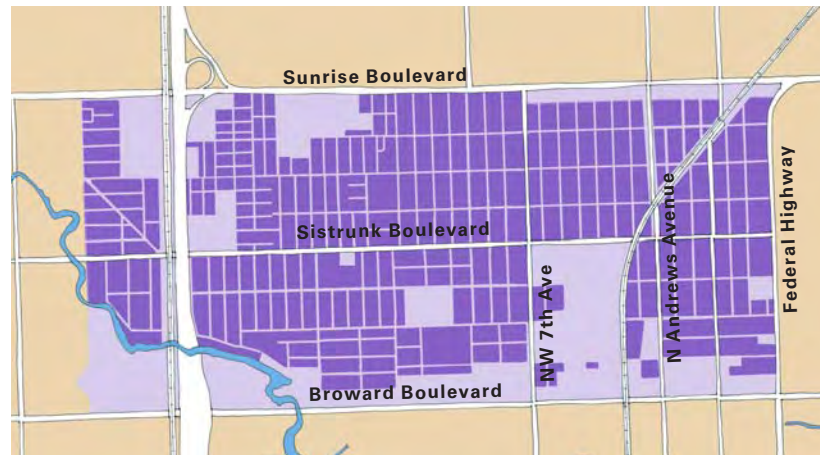 Sunrise Boulevard
Sistrunk Boulevard
Broward Boulevard
NW 7th Ave
N Andrews Avenue
Federal Highway